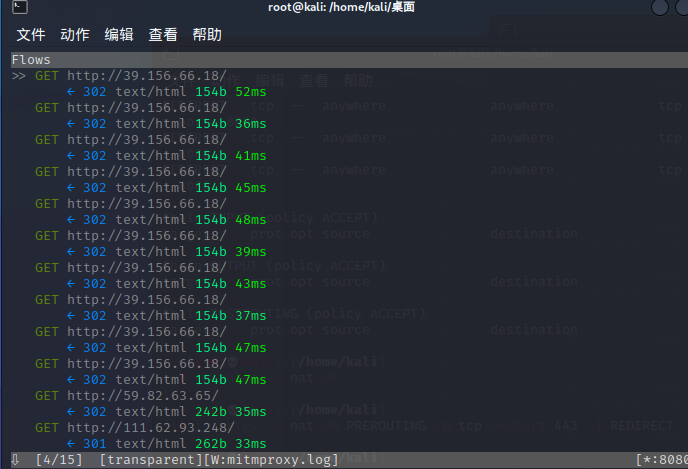 root@kali: /home/kali/桌面
文件 动作 编辑 查看 帮助
Flows
>> GET http://39.156.66.18/
← 302 text/html 154b 52ms
GET http://39.156.66.18/
← 302 text/html 154b 36ms
GET http://39.156.66.18/
← 302 text/html 154b 41ms
GET http://39.156.66.18/
← 302 text/html 154b 45ms
GET http://39.156.66.18/
← 302 text/html 154b 48ms
GET http://39.156.66.18/
← 302 text/html 154b 39ms
GET http://39.156.66.18/
← 302 text/html 154b 43ms
GET http://39.156.66.18/
← 302 text/html 154b 37ms
GET http://39.156.66.18/
← 302 text/html 154b 47ms
GET http://39.156.66.18/
← 302 text/html 154b 47ms
GET http://59.82.63.65/
← 302 text/html 242b 35ms
GET http://111.62.93.248/
← 301 text/html 262b 33ms
⇩ [4/15] [transparent][W:mitmproxy.log] [*:8080